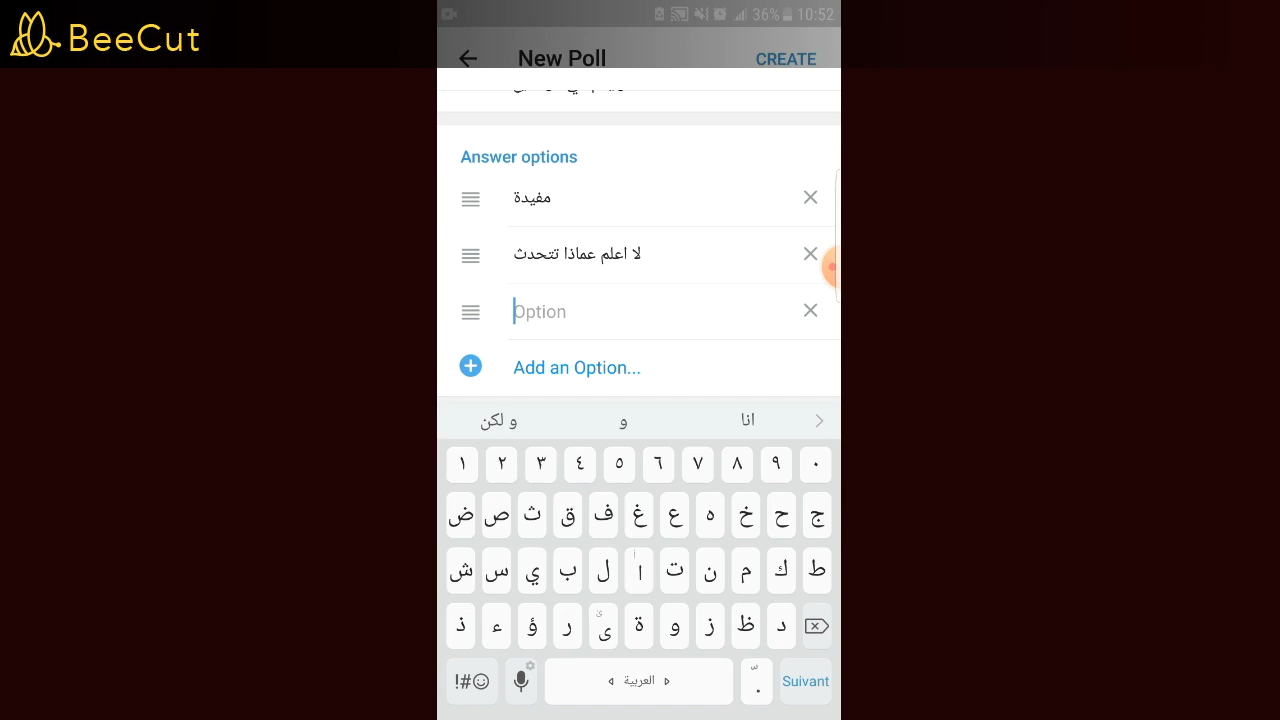 BeeCut
36% 10:52
New Poll
CREATE
Answer options
مفيدة
لا اعلم عماذا تتحدث
Option
Add an Option...
و لكن
و
انا
١ ٢ ٣ ٤ ٥ ٦ ٧ ٨ ٩ ٠
ض ص ث ق ف غ ع ه خ ح ج
ش س ي ب ل ا ت ن م ك ط
ذ ء ؤ ر ى ة و ز ظ د
!#☺ العربية . Suivant